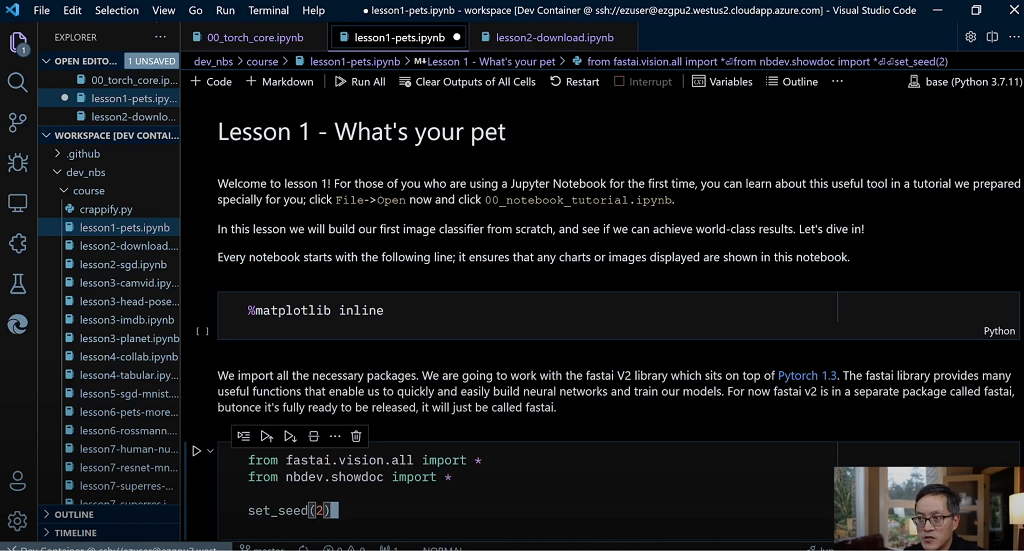 File Edit Selection View Go Run Terminal Help
● lesson1-pets.ipynb - workspace [Dev Container @ ssh://ezuser@ezgpu2.westus2.cloudapp.azure.com] - Visual Studio Code
EXPLORER
00_torch_core.ipynb lesson1-pets.ipynb lesson2-download.ipynb
OPEN EDITO... 1 UNSAVED
00_torch_core.ip...
lesson1-pets.ipy...
lesson2-downlo...
WORKSPACE [DEV CONTAI...
.github
dev_nbs
course
crappify.py
lesson1-pets.ipynb
lesson2-download....
lesson2-sgd.ipynb
lesson3-camvid.ipy...
lesson3-head-pose...
lesson3-imdb.ipynb
lesson3-planet.ipynb
lesson4-collab.ipynb
lesson4-tabular.ipy...
lesson5-sgd-mnist...
lesson6-pets-more...
lesson6-rossmann....
lesson7-human-nu...
lesson7-resnet-mn...
lesson7-superres-...
OUTLINE
TIMELINE
1
dev_nbs > course > lesson1-pets.ipynb > M↓Lesson 1 - What's your pet > from fastai.vision.all import *⏎from nbdev.showdoc import *⏎⏎set_seed(2)
+ Code + Markdown Run All Clear Outputs of All Cells Restart Interrupt Variables Outline ... base (Python 3.7.11)
Lesson 1 - What's your pet
Welcome to lesson 1! For those of you who are using a Jupyter Notebook for the first time, you can learn about this useful tool in a tutorial we prepared
specially for you; click File->Open now and click 00_notebook_tutorial.ipynb.
In this lesson we will build our first image classifier from scratch, and see if we can achieve world-class results. Let's dive in!
Every notebook starts with the following line; it ensures that any charts or images displayed are shown in this notebook.
%matplotlib inline
[ ]
Python
We import all the necessary packages. We are going to work with the fastai V2 library which sits on top of Pytorch 1.3. The fastai library provides many
useful functions that enable us to quickly and easily build neural networks and train our models. For now fastai v2 is in a separate package called fastai,
butonce it's fully ready to be released, it will just be called fastai.
from fastai.vision.all import *
from nbdev.showdoc import *
set_seed(2)